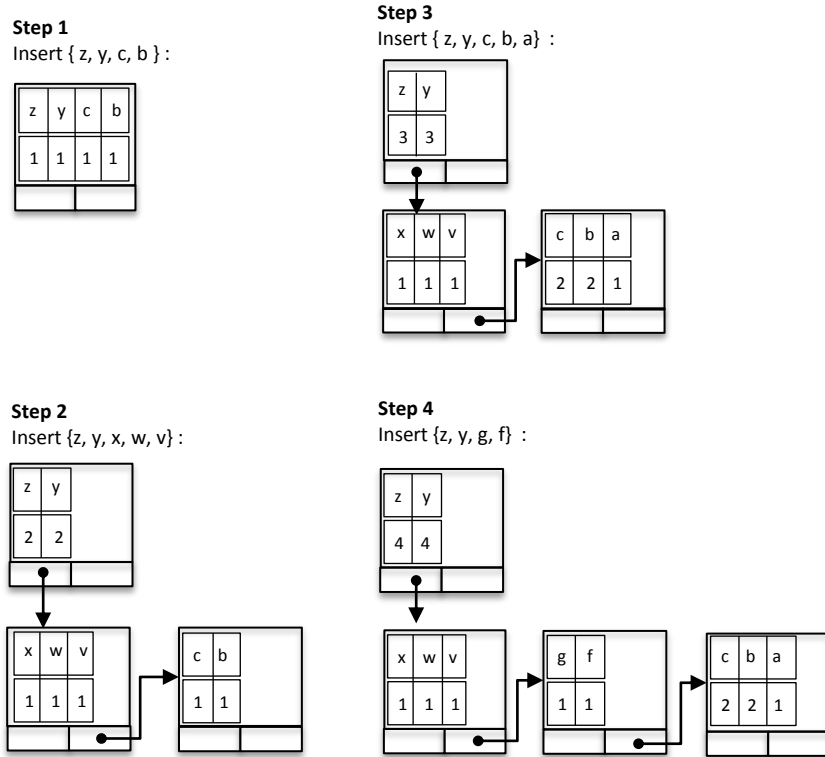 Step 1
Insert { z, y, c, b } :
z y c b
1 1 1 1
Step 2
Insert {z, y, x, w, v} :
z y
2 2
x w v
1 1 1
c b
1 1
Step 3
Insert { z, y, c, b, a} :
z y
3 3
x w v
1 1 1
c b a
2 2 1
Step 4
Insert {z, y, g, f} :
z y
4 4
x w v
1 1 1
g f
1 1
c b a
2 2 1